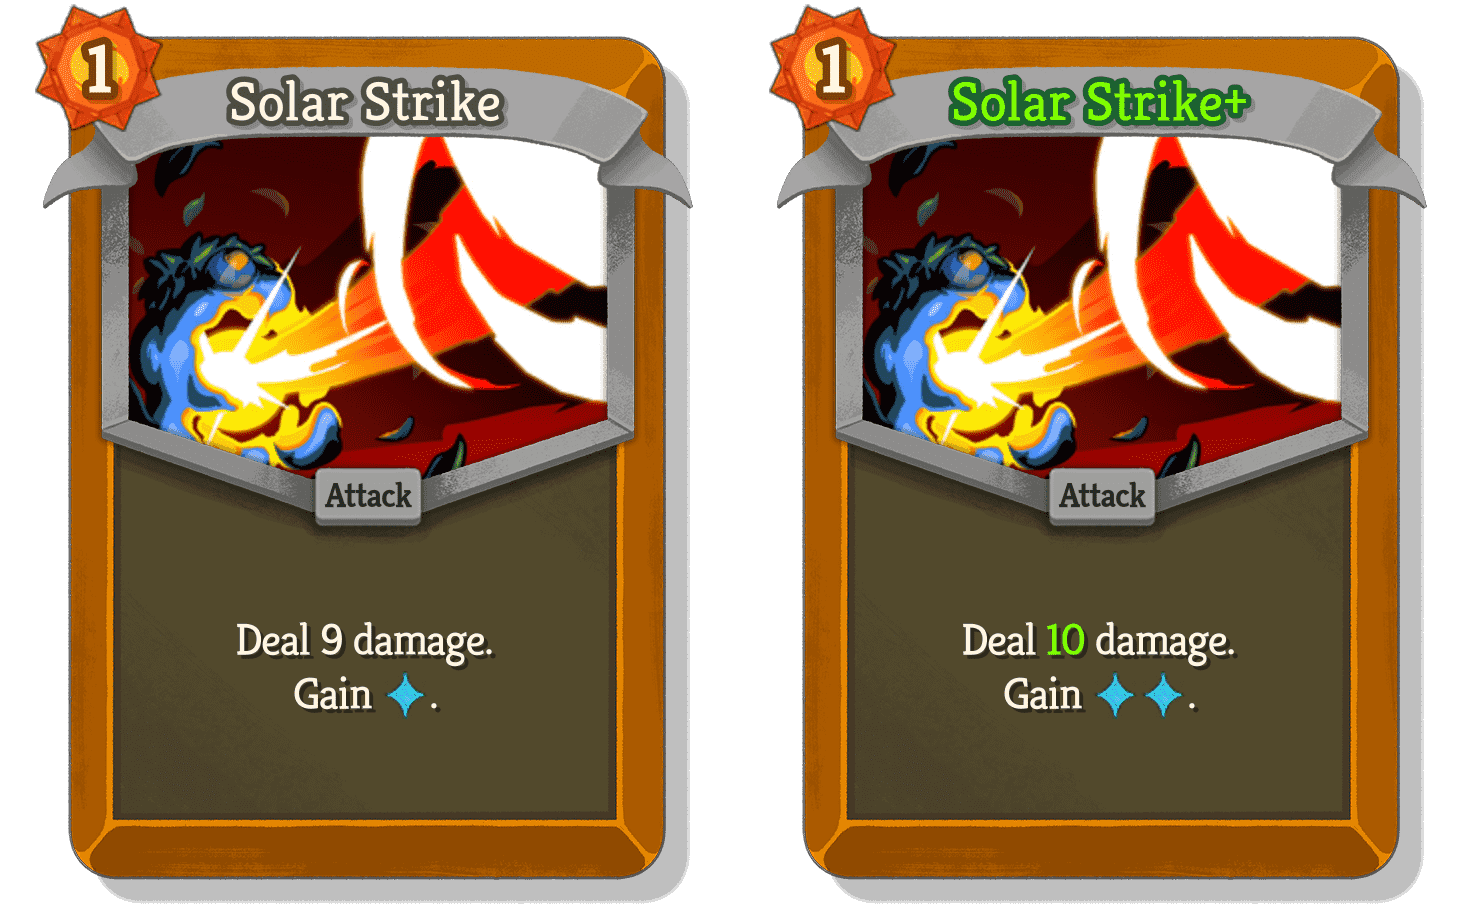 1
Solar Strike
Attack
Deal 9 damage.
Gain .
1
Solar Strike+
Attack
Deal 10 damage.
Gain .